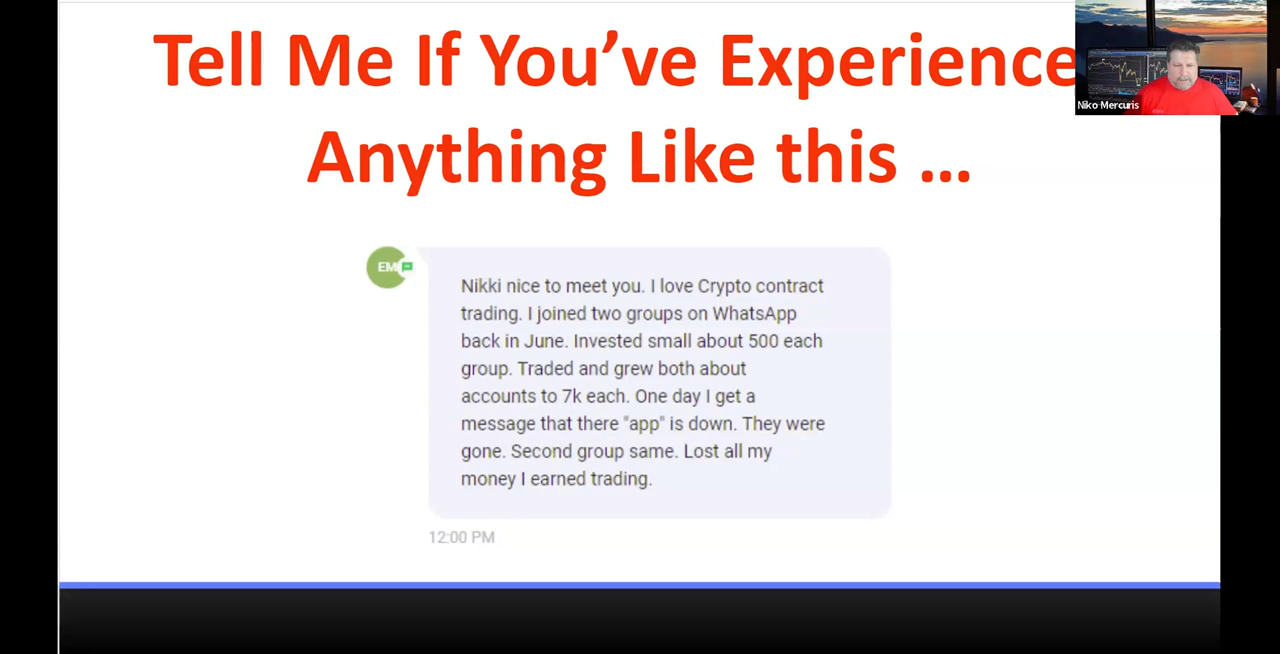 Tell Me If You’ve Experience
Anything Like this ...
Niko Mercuris
EM
Nikki nice to meet you. I love Crypto contract
trading. I joined two groups on WhatsApp
back in June. Invested small about 500 each
group. Traded and grew both about
accounts to 7k each. One day I get a
message that there "app" is down. They were
gone. Second group same. Lost all my
money I earned trading.
12:00 PM